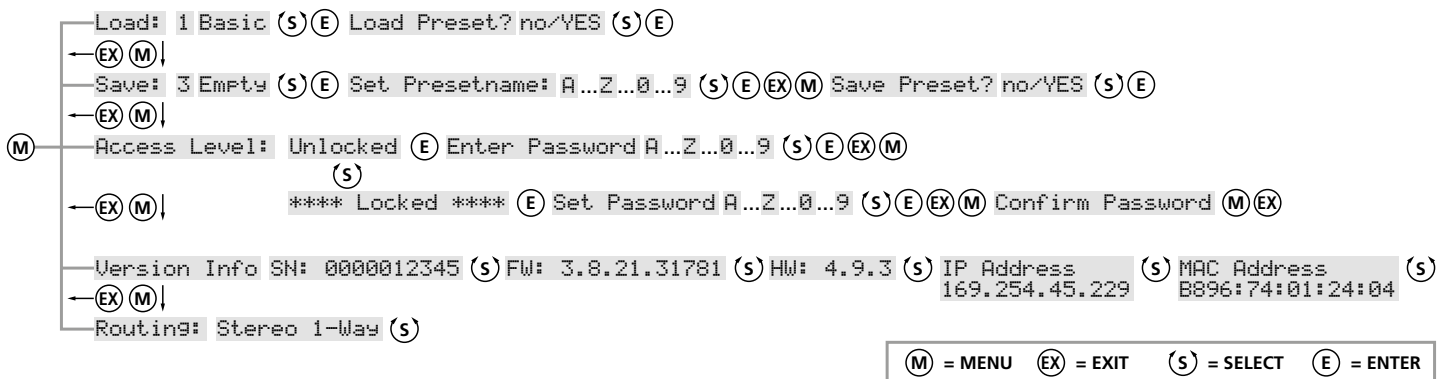 Load: 1 Basic (S) (E) Load Preset? no/YES (S) (E)
EX M
Save: 3 Empty (S) (E) Set Presetname: A...Z...0...9 (S) (E) (EX) (M) Save Preset? no/YES (S) (E)
EX M
M Access Level: Unlocked (E) Enter Password A...Z...0...9 (S) (E) (EX) (M)
S
EX M **** Locked **** (E) Set Password A...Z...0...9 (S) (E) (EX) (M) Confirm Password (M) (EX)
Version Info SN: 0000012345 (S) FW: 3.8.21.31781 (S) HW: 4.9.3 (S) IP Address (S) MAC Address (S)
169.254.45.229 B896:74:01:24:04
EX M
Routing: Stereo 1-Way (S)
M = MENU EX = EXIT S = SELECT E = ENTER